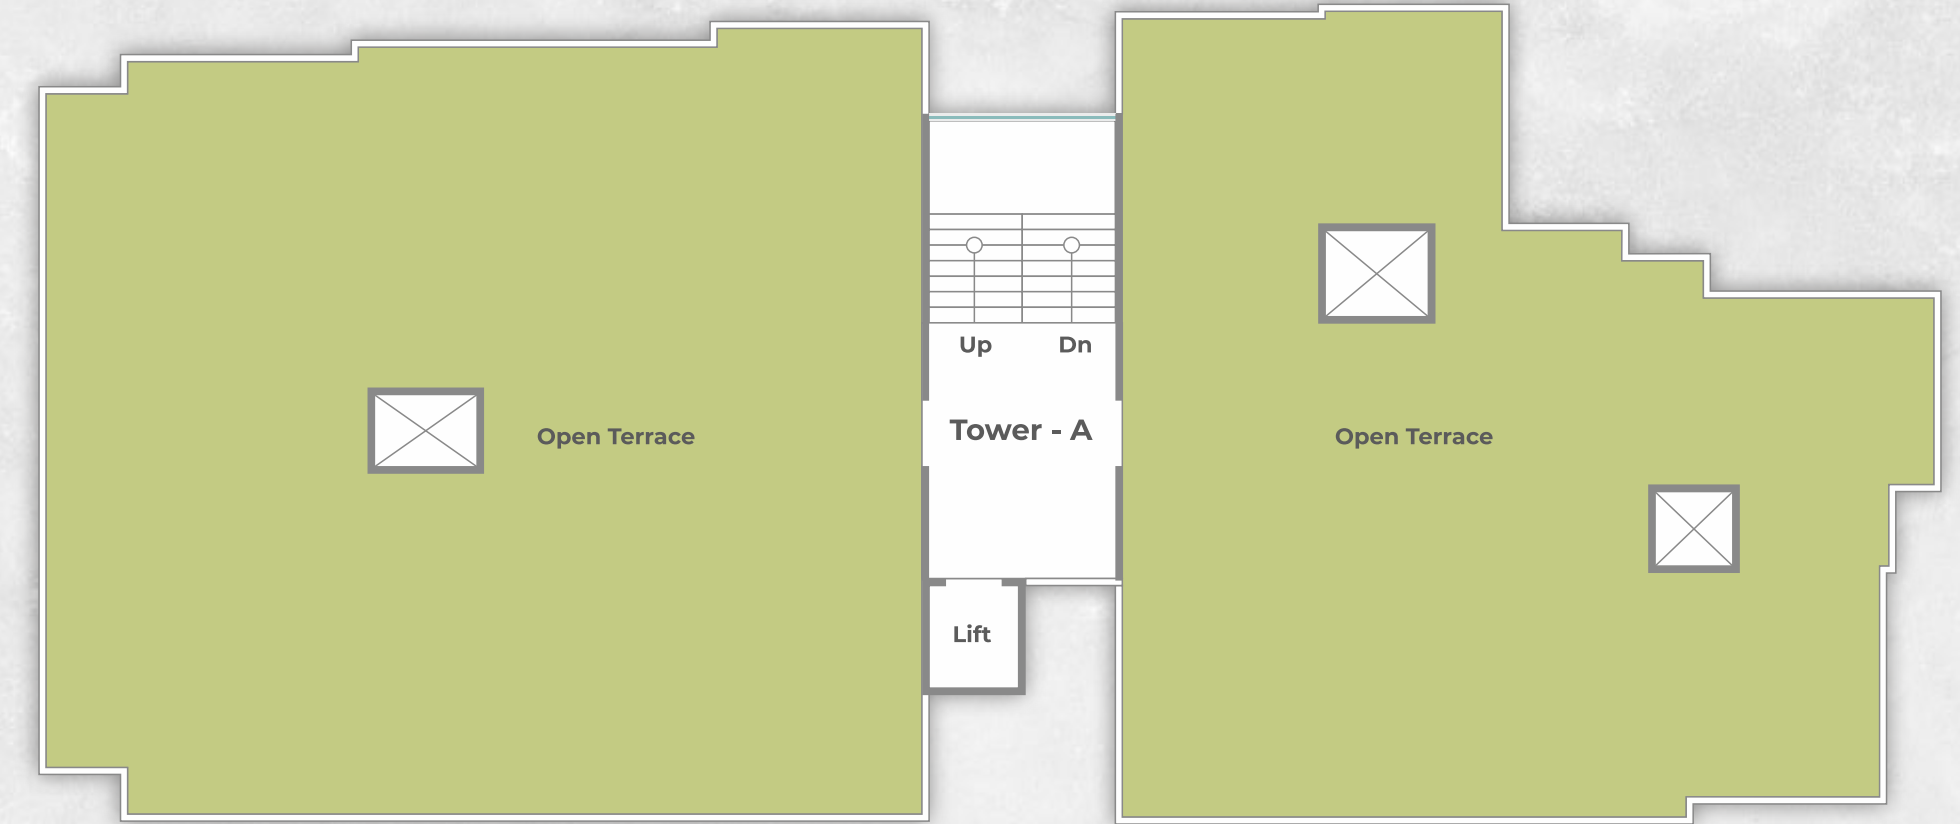 Up
Dn
Tower - A
Open Terrace
Open Terrace
Lift